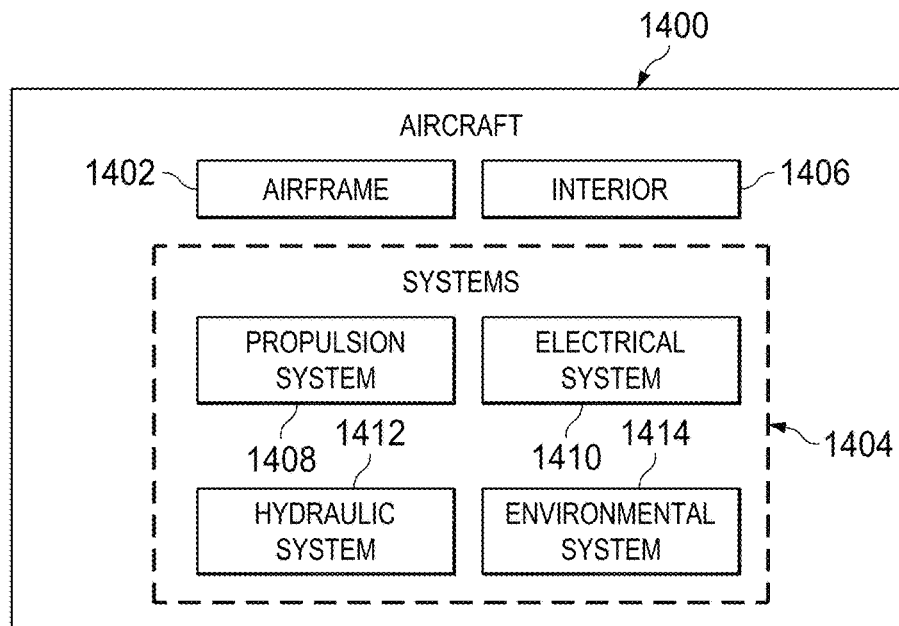 1400
AIRCRAFT
1402
AIRFRAME
INTERIOR
1406
SYSTEMS
PROPULSION
SYSTEM
ELECTRICAL
SYSTEM
1404
1408
1412
1410
1414
HYDRAULIC
SYSTEM
ENVIRONMENTAL
SYSTEM